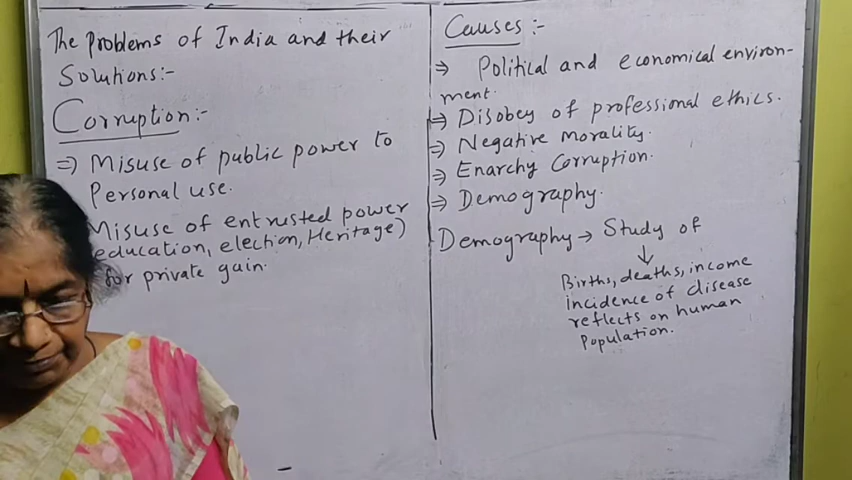 The Problems of India and their
Solutions:-
Corruption:-
⇒ Misuse of public power to
Personal use.
Misuse of entrusted power
education, election, Heritage)
for private gain.
Causes:-
⇒ Political and economical environ-
ment.
⇒ Disobey of professional ethics.
⇒ Negative Morality.
⇒ Enarchy Corruption.
⇒ Demography.
Demography → Study of
↓
Births, deaths, income
incidence of disease
reflects on human
Population.